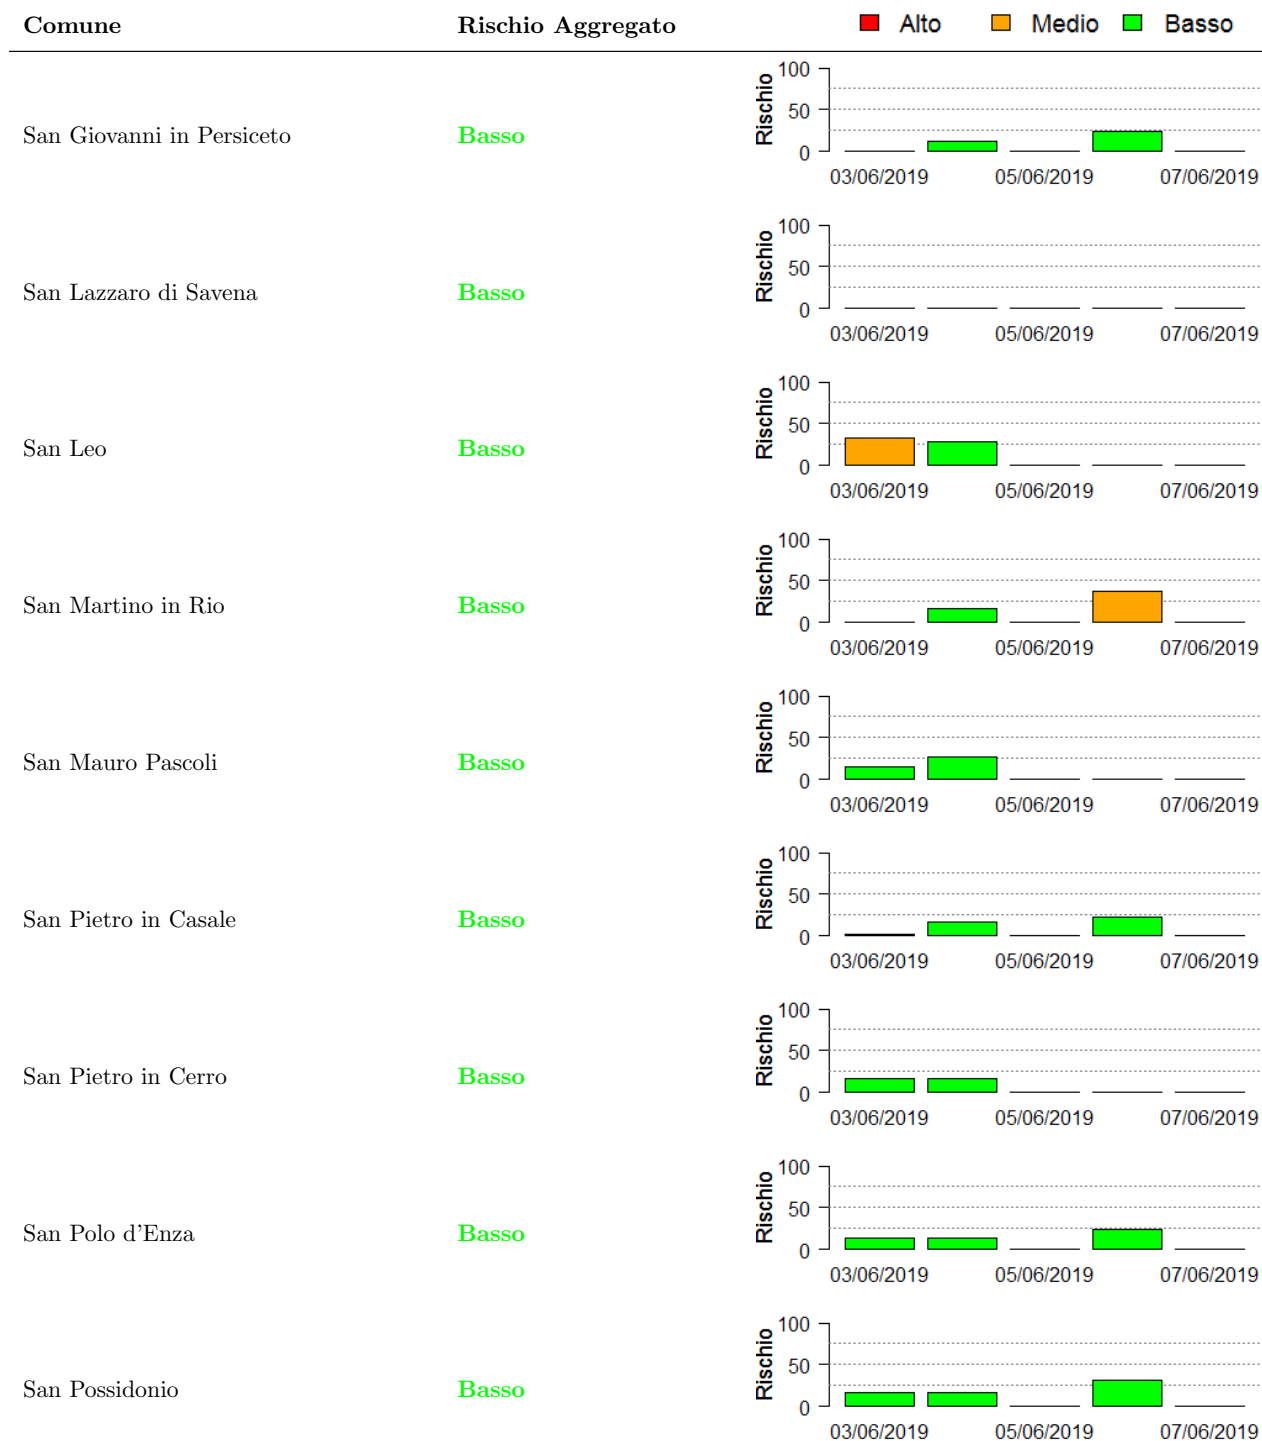 Comune Rischio Aggregato Alto Medio Basso
100
50
0
Rischio
San Giovanni in Persiceto Basso
03/06/2019 05/06/2019 07/06/2019
100
50
0
Rischio
San Lazzaro di Savena Basso
03/06/2019 05/06/2019 07/06/2019
100
50
0
Rischio
San Leo Basso
03/06/2019 05/06/2019 07/06/2019
100
50
0
Rischio
San Martino in Rio Basso
03/06/2019 05/06/2019 07/06/2019
100
50
0
Rischio
San Mauro Pascoli Basso
03/06/2019 05/06/2019 07/06/2019
100
50
0
Rischio
San Pietro in Casale Basso
03/06/2019 05/06/2019 07/06/2019
100
50
0
Rischio
San Pietro in Cerro Basso
03/06/2019 05/06/2019 07/06/2019
100
50
0
Rischio
San Polo d'Enza Basso
03/06/2019 05/06/2019 07/06/2019
100
50
0
Rischio
San Possidonio Basso
03/06/2019 05/06/2019 07/06/2019